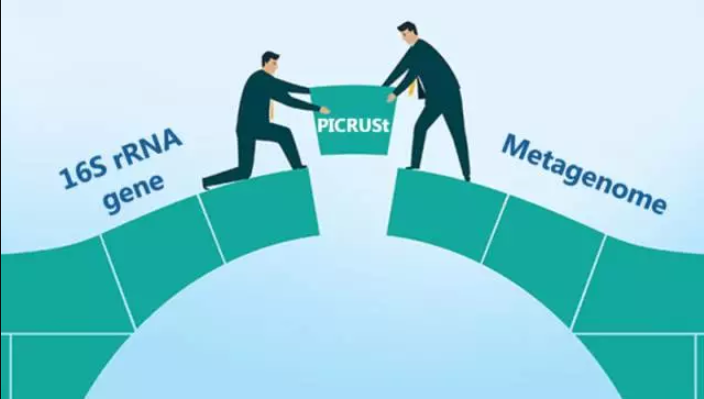 PICRUSt
16S rRNA
gene
Metagenome